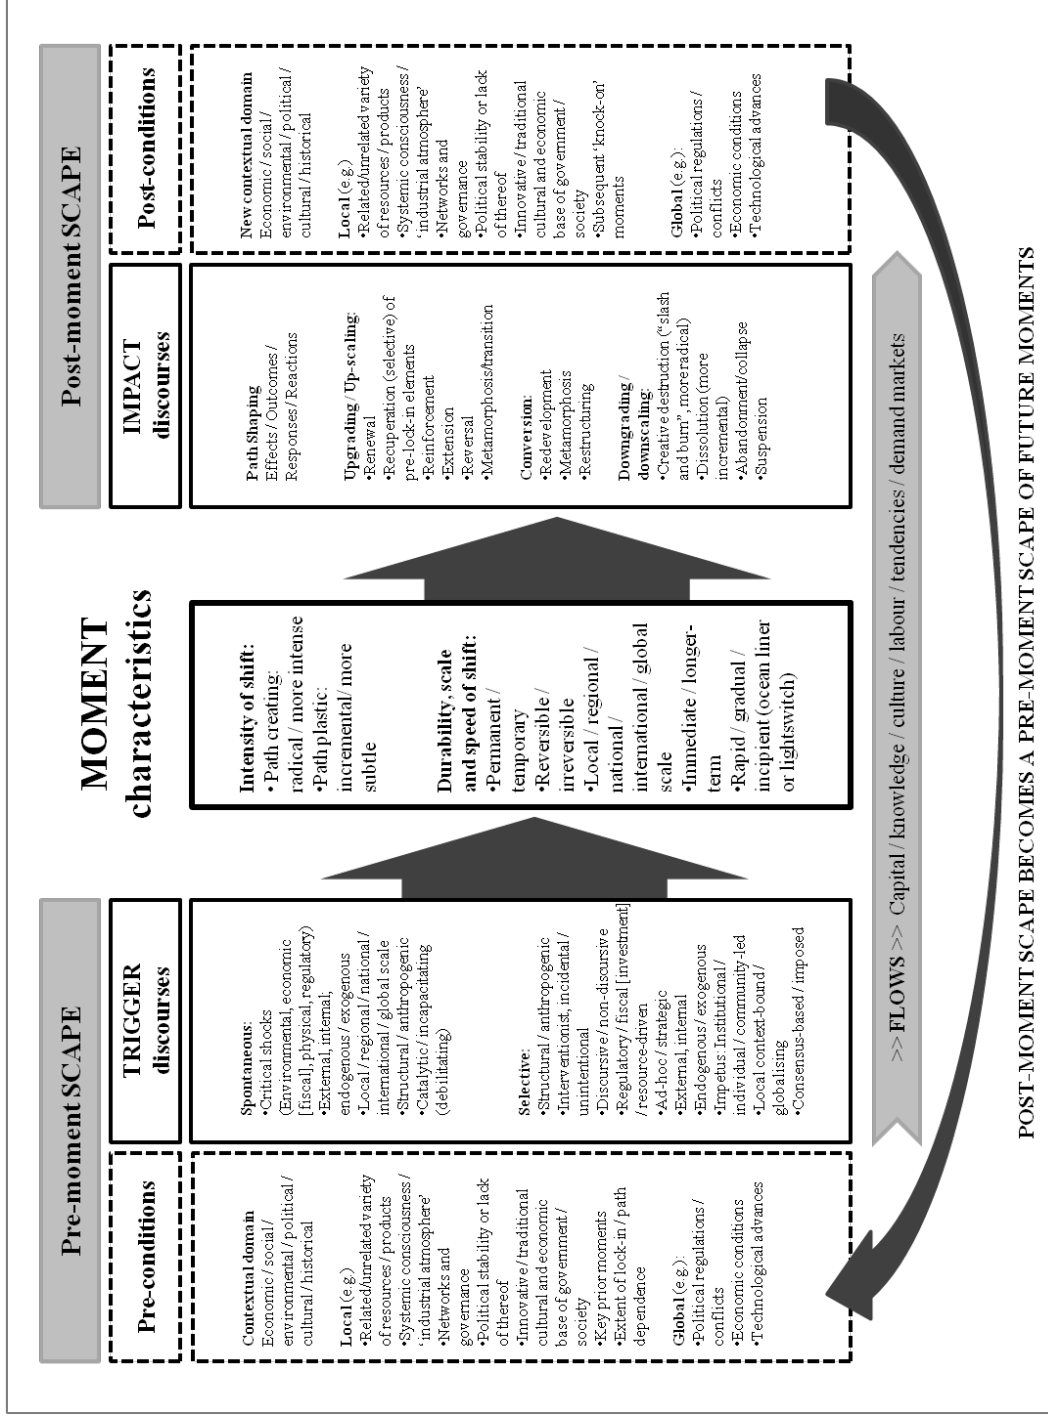 Pre-moment SCAPE
Pre-conditions
Contextual domain
Economic / social /
environmental / political /
cultural / historical
Local (e.g.)
•Related/unrelated variety
of resources / products
•Systemic consciousness /
'industrial atmosphere'
•Networks and
governance
•Political stability or lack
of thereof
•Innovative / traditional
cultural and economic
base of government /
society
•Key prior moments
•Extent of lock-in / path
dependence
Global (e.g.):
•Political regulations /
conflicts
•Economic conditions
•Technological advances
TRIGGER
discourses
Spontaneous:
•Critical shocks
(Environmental, economic
[fiscal], physical, regulatory)
•External, internal;
endogenous / exogenous
•Local / regional / national /
international / global scale
•Structural / anthropogenic
•Catalytic / incapacitating
(debilitating)
Selective:
•Structural / anthropogenic
•Interventionist, incidental /
unintentional
•Discursive / non-discursive
•Regulatory / fiscal [investment]
/ resource-driven
•Ad-hoc / strategic
•External, internal
•Endogenous / exogenous
•Impetus: Institutional /
individual / community-led
•Local context-bound /
globalising
•Consensus-based / imposed
MOMENT
characteristics
Intensity of shift:
• Path creating:
radical / more intense
•Path plastic:
incremental/ more
subtle
Durability, scale
and speed of shift:
•Permanent /
temporary
•Reversible /
irreversible
•Local / regional /
national /
international / global
scale
•Immediate / longer-
term
•Rapid / gradual /
incipient (ocean liner
or lightswitch)
Post-moment SCAPE
IMPACT
discourses
Path Shaping
Effects / Outcomes /
Responses / Reactions
Upgrading / Up-scaling:
•Renewal
•Recuperation (selective) of
pre-lock-in elements
•Reinforcement
•Extension
•Reversal
•Metamorphosis/transition
Conversion:
•Redevelopment
•Metamorphosis
•Restructuring
Downgrading /
downscaling:
•Creative destruction ("slash
and burn", more radical)
•Dissolution (more
incremental)
•Abandonment/collapse
•Suspension
Post-conditions
New contextual domain
Economic / social /
environmental / political /
cultural / historical
Local (e.g.)
•Related/unrelated variety
of resources / products
•Systemic consciousness /
'industrial atmosphere'
•Networks and
governance
•Political stability or lack
of thereof
•Innovative / traditional
cultural and economic
base of government /
society
•Subsequent 'knock-on'
moments
Global (e.g.):
•Political regulations /
conflicts
•Economic conditions
•Technological advances
>> FLOWS >> Capital / knowledge / culture / labour / tendencies / demand markets
POST-MOMENT SCAPE BECOMES A PRE-MOMENT SCAPE OF FUTURE MOMENTS